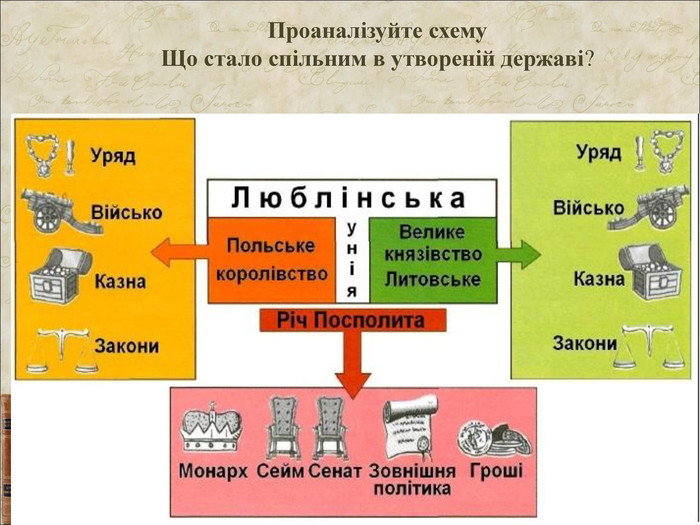 Проаналізуйте схему
Що стало спільним в утвореній державі?
Уряд
Військо
Казна
Закони
Люблінська
унія
Польське
королівство
Велике
князівство
Литовське
Річ Посполита
Уряд
Військо
Казна
Закони
Монарх Сейм Сенат Зовнішня політика Гроші